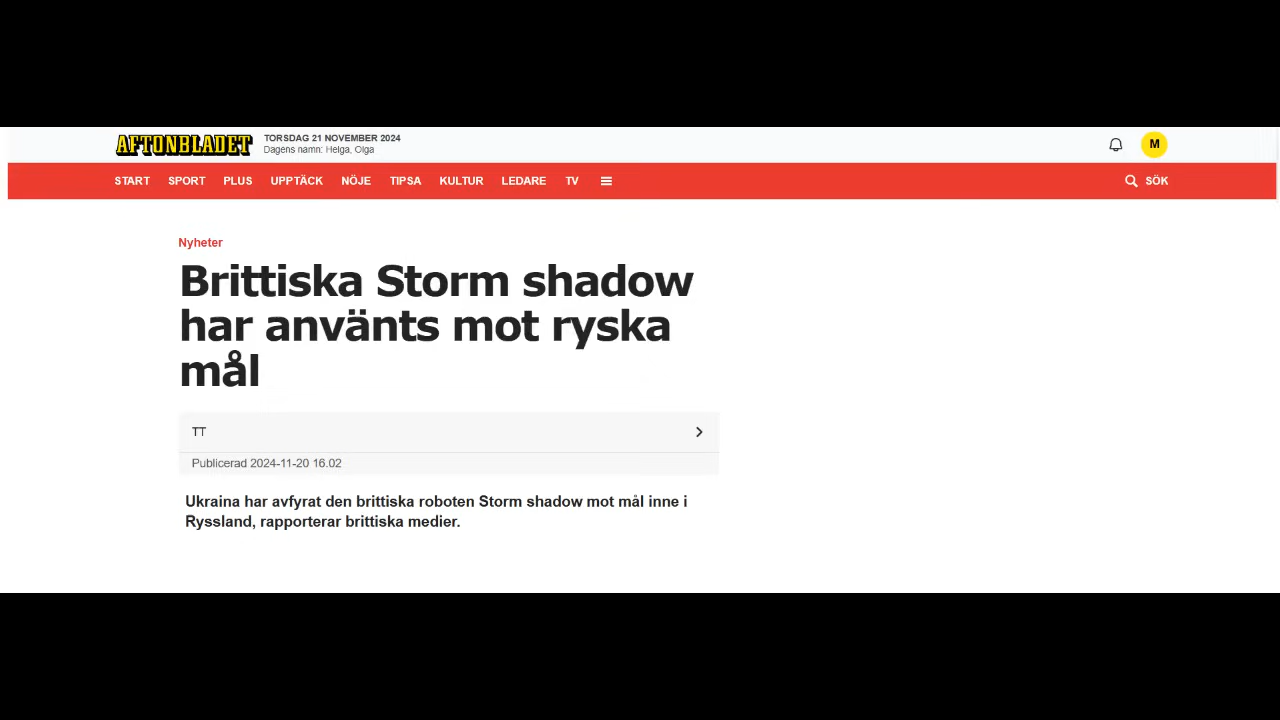 AFTONBLADET
TORSDAG 21 NOVEMBER 2024
Dagens namn: Helga, Olga
M
START SPORT PLUS UPPTÄCK NÖJE TIPSA KULTUR LEDARE TV
SÖK
Nyheter
Brittiska Storm shadow
har använts mot ryska
mål
TT
Publicerad 2024-11-20 16.02
Ukraina har avfyrat den brittiska roboten Storm shadow mot mål inne i
Ryssland, rapporterar brittiska medier.